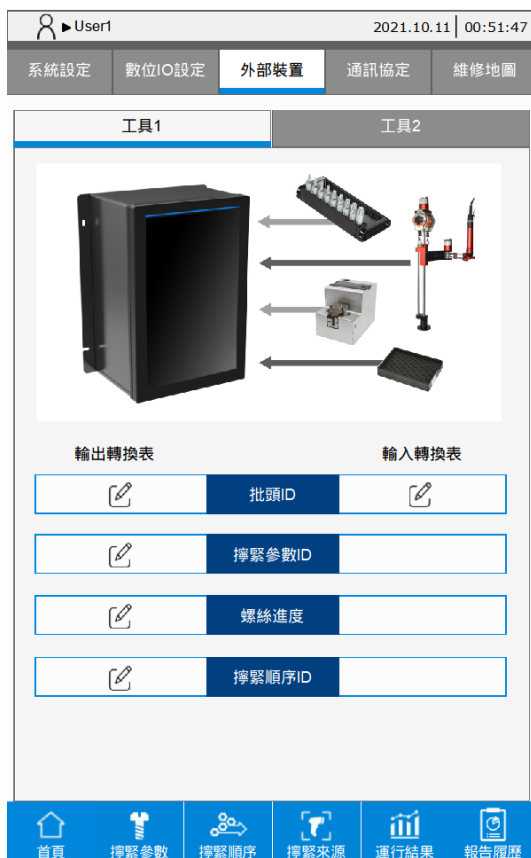 ▶User1 2021.10.11 00:51:47
系統設定 數位IO設定 外部裝置 通訊協定 維修地圖
工具1 工具2
輸出轉換表 輸入轉換表
批頭ID
擰緊參數ID
螺絲進度
擰緊順序ID
首頁 擰緊參數 擰緊順序 擰緊來源 運行結果 報告履歷